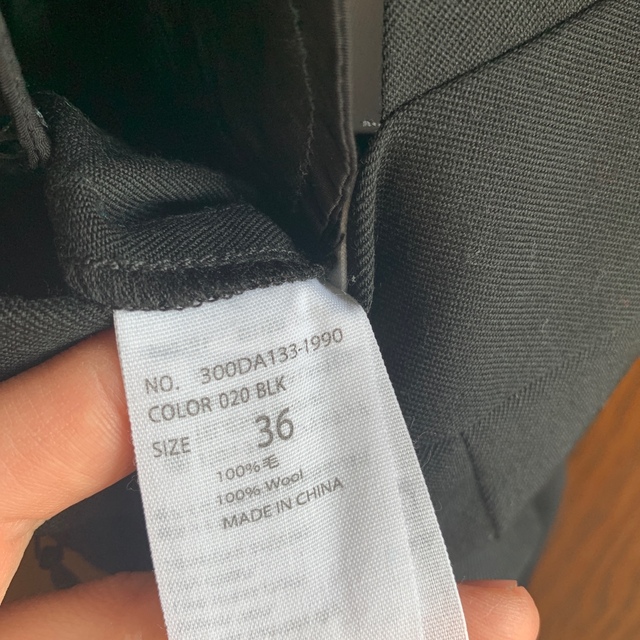 NO. 300DA133-1990
COLOR 020 BLK
SIZE 36
100%毛
100% Wool
MADE IN CHINA